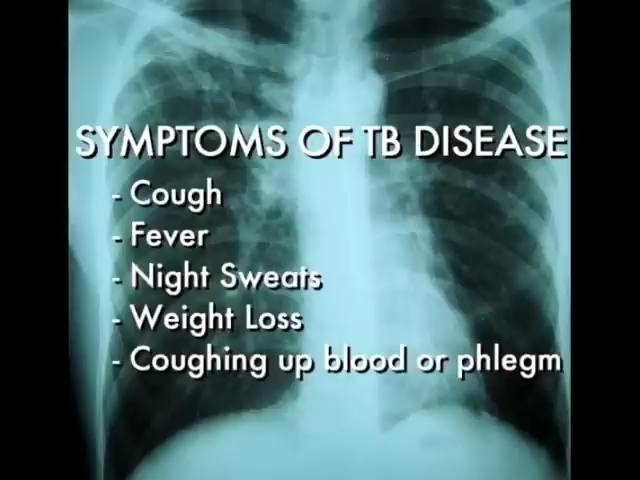 SYMPTOMS OF TB DISEASE
- Cough
- Fever
- Night Sweats
- Weight Loss
- Coughing up blood or phlegm